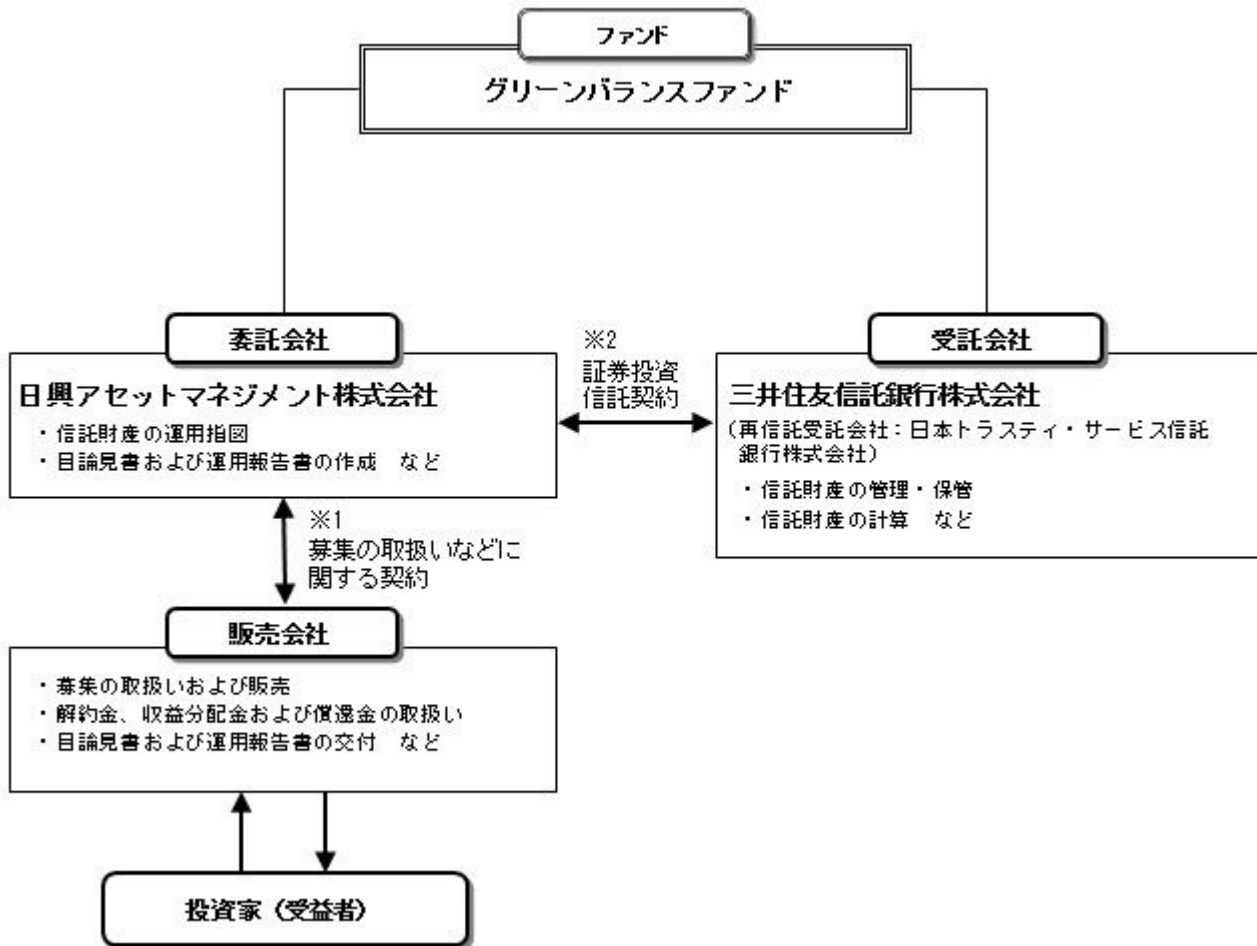 ファンド
グリーンバランスファンド
委託会社
日興アセットマネジメント株式会社
・信託財産の運用指図
・目論見書および運用報告書の作成　など
※2
証券投資
信託契約
受託会社
三井住友信託銀行株式会社
（再信託受託会社：日本トラスティ・サービス信託
銀行株式会社）
・信託財産の管理・保管
・信託財産の計算　など
※1
募集の取扱いなどに
関する契約
販売会社
・募集の取扱いおよび販売
・解約金、収益分配金および償還金の取扱い
・目論見書および運用報告書の交付　など
投資家（受益者）